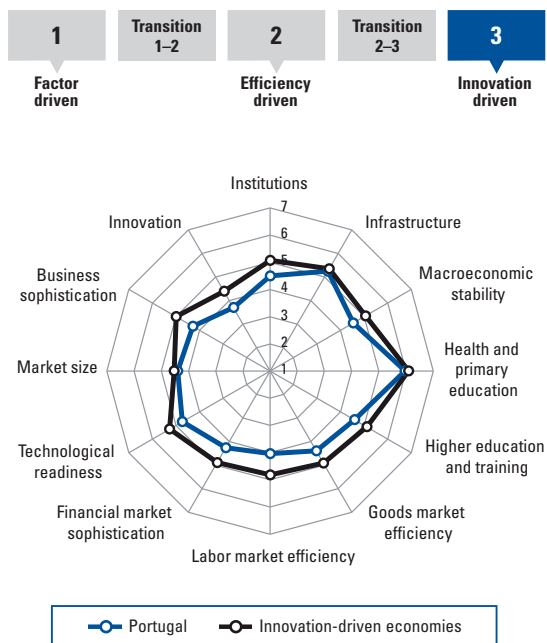 1
Transition
1–2
2
Transition
2–3
3
Factor
driven
Efficiency
driven
Innovation
driven
Institutions
7
Innovation
6
Infrastructure
5
Business
sophistication
4
Macroeconomic
stability
3
2
Market size
1
Health and
primary
education
Technological
readiness
Higher education
and training
Financial market
sophistication
Goods market
efficiency
Labor market efficiency
Portugal
Innovation-driven economies